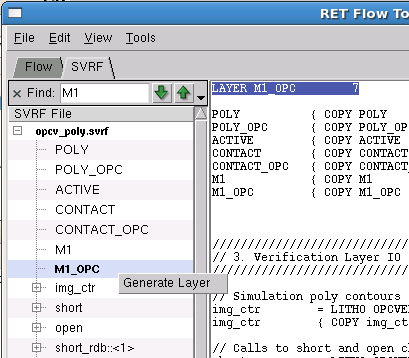 RET Flow To
File Edit View Tools
Flow SVRF
Find: M1
SVRF File
opcv_poly.svrf
POLY
POLY_OPC
ACTIVE
CONTACT
CONTACT_OPC
M1
M1_OPC
img_ctr
short
open
short_rdb::<1>
Generate Layer
LAYER M1_OPC 7
POLY { COPY POLY
POLY_OPC { COPY POLY_OP
ACTIVE { COPY ACTIVE
CONTACT { COPY CONTACT
CONTACT_OPC { COPY CONTACT
M1 { COPY M1
M1_OPC { COPY M1_OPC
////////////////////////////
// 3. Verification Layer IO
////////////////////////////
// Simulation poly contours
img_ctr = LITHO OPCVER
img_ctr { COPY img_ctr
// Calls to short and open c